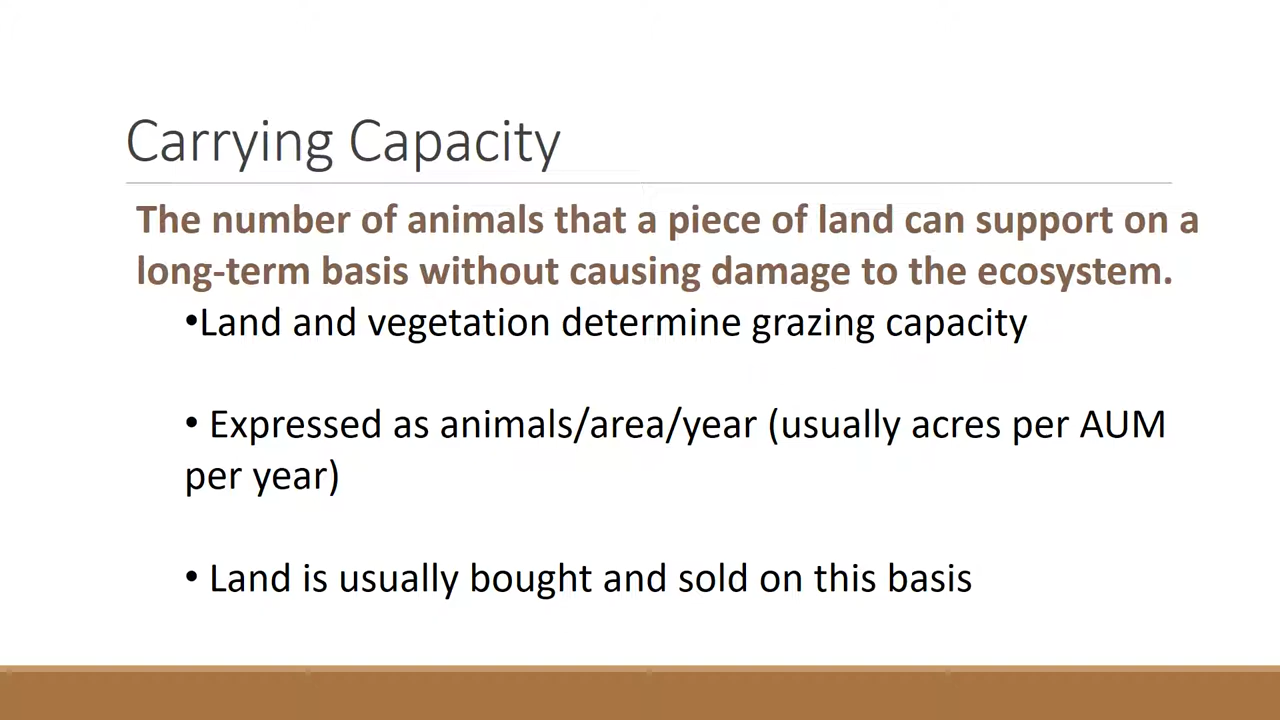 Carrying Capacity
The number of animals that a piece of land can support on a
long-term basis without causing damage to the ecosystem.
•Land and vegetation determine grazing capacity
• Expressed as animals/area/year (usually acres per AUM
per year)
• Land is usually bought and sold on this basis